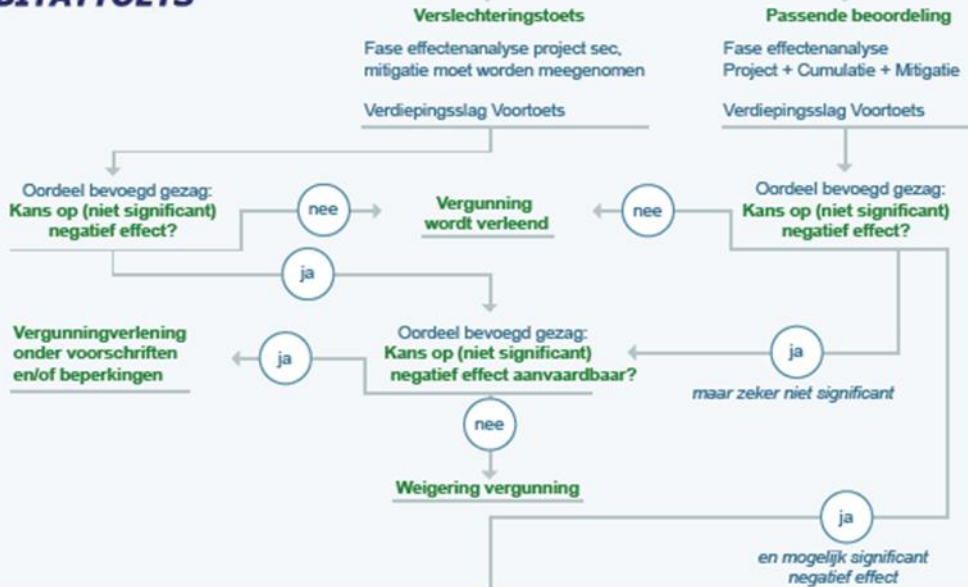 Verslechteringstoets
Fase effectenanalyse project sec,
mitigatie moet worden meegenomen
Verdiepingsslag Voortoets
Passende beoordeling
Fase effectenanalyse
Project + Cumulatie + Mitigatie
Verdiepingsslag Voortoets
Oordeel bevoegd gezag:
Kans op (niet significant)
negatief effect?
nee
Vergunning
wordt verleend
nee
Oordeel bevoegd gezag:
Kans op (niet significant)
negatief effect?
ja
Vergunningverlening
onder voorschriften
en/of beperkingen
ja
Oordeel bevoegd gezag:
Kans op (niet significant)
negatief effect aanvaardbaar?
ja
maar zeker niet significant
nee
Weigering vergunning
ja
en mogelijk significant
negatief effect